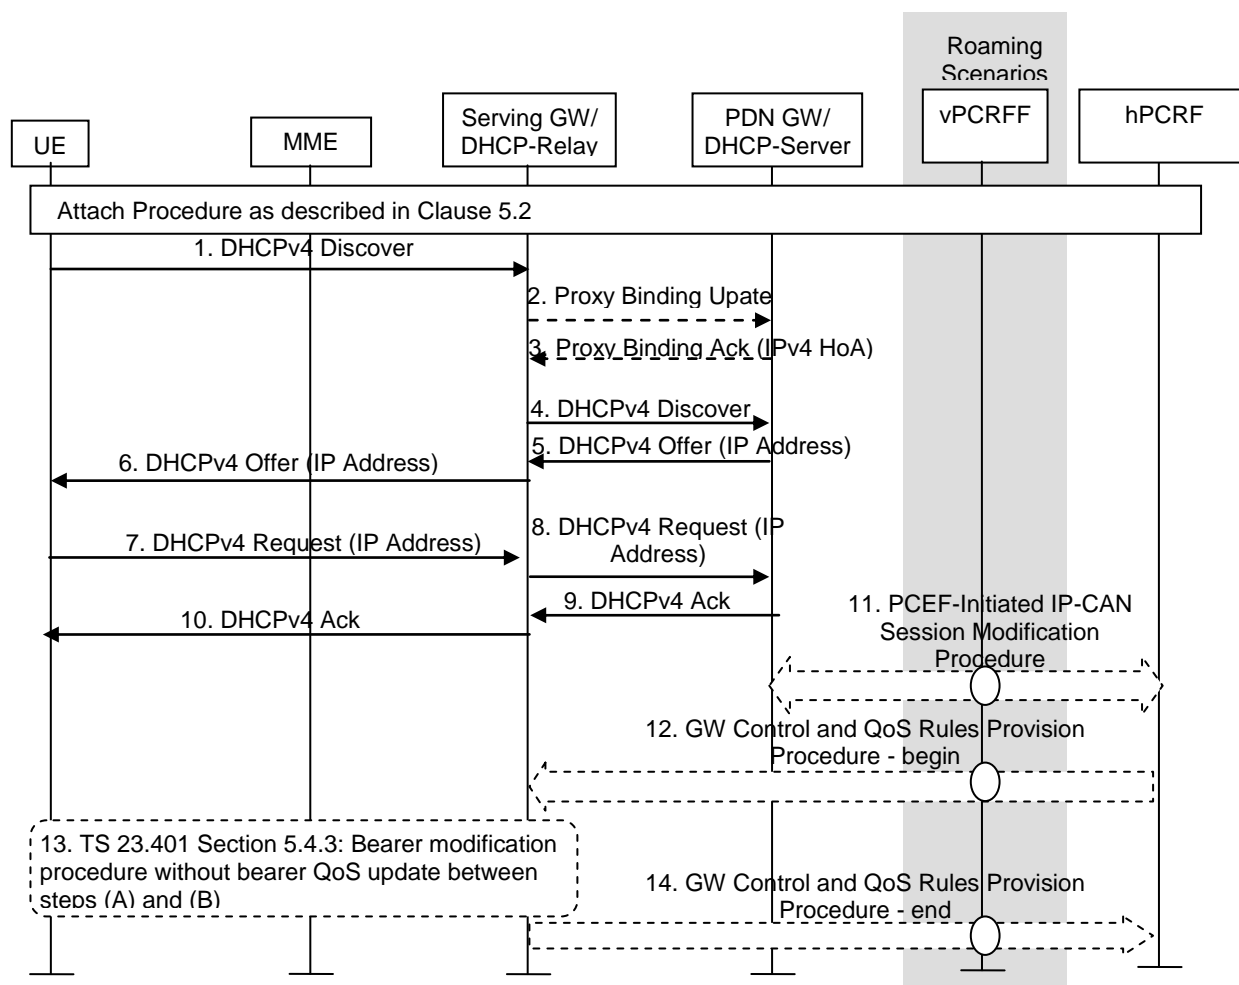 Roaming
Scenarios
UE
MME
Serving GW/
DHCP-Relay
PDN GW/
DHCP-Server
vPCRFF
hPCRF
Attach Procedure as described in Clause 5.2
1. DHCPv4 Discover
2. Proxy Binding Upate
3. Proxy Binding Ack (IPv4 HoA)
4. DHCPv4 Discover
5. DHCPv4 Offer (IP Address)
6. DHCPv4 Offer (IP Address)
7. DHCPv4 Request (IP Address)
8. DHCPv4 Request (IP
Address)
9. DHCPv4 Ack
10. DHCPv4 Ack
11. PCEF-Initiated IP-CAN
Session Modification
Procedure
12. GW Control and QoS Rules Provision
Procedure - begin
13. TS 23.401 Section 5.4.3: Bearer modification
procedure without bearer QoS update between
steps (A) and (B)
14. GW Control and QoS Rules Provision
Procedure - end